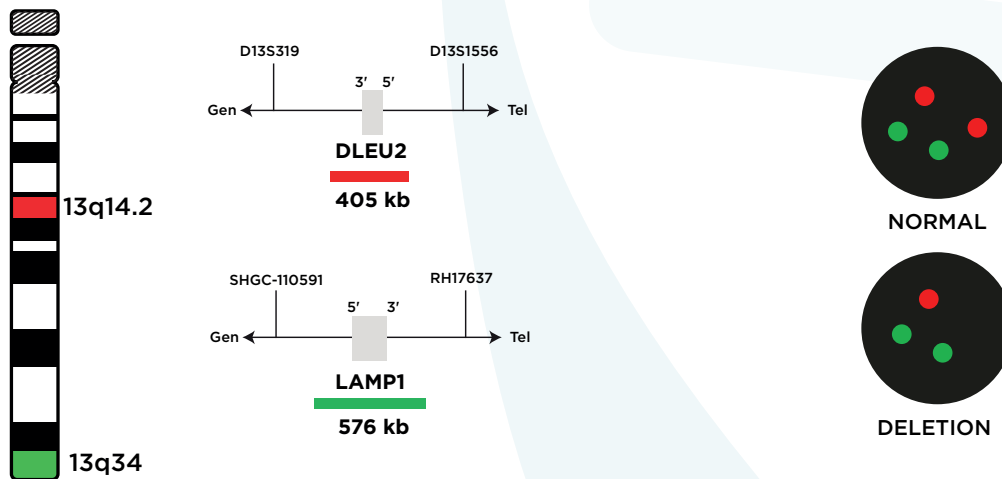 13q14.2
13q34
D13S319
D13S1556
3' 5'
Gen
Tel
DLEU2
405 kb
SHGC-110591
RH17637
5' 3'
Gen
Tel
LAMP1
576 kb
NORMAL
DELETION